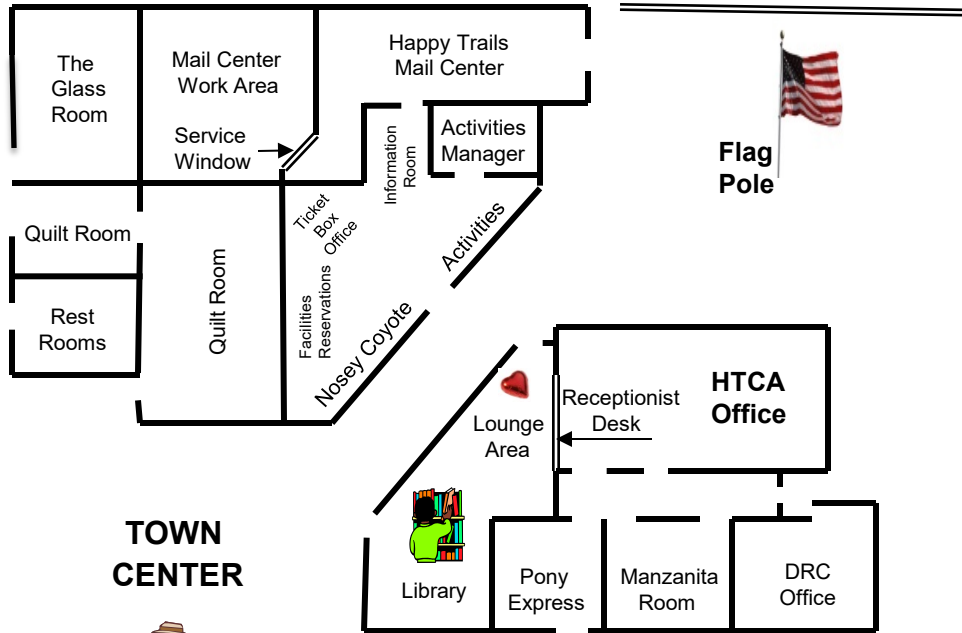 The
Glass
Room
Mail Center
Work Area
Happy Trails
Mail Center
Service
Window
Information
Room
Activities
Manager
Flag
Pole
Quilt Room
Ticket
Box
Office
Activities
Rest
Rooms
Quilt Room
Facilities
Reservations
Nosey Coyote
HTCA
Office
Receptionist
Desk
Lounge
Area
TOWN
CENTER
Library
Pony
Express
Manzanita
Room
DRC
Office